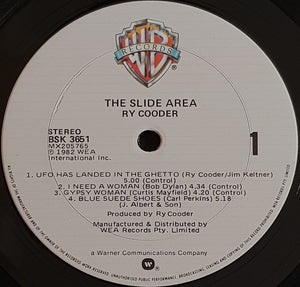 WB
RECORDS
THE SLIDE AREA
RY COODER
STEREO
BSK 3651
MX205765
℗ 1982 WEA
International Inc.
1
1. UFO HAS LANDED IN THE GHETTO (Ry Cooder/Jim Keltner)
5.00 (Control)
2. I NEED A WOMAN (Bob Dylan) 4.34 (Control)
3. GYPSY WOMAN (Curtis Mayfield) 4.20 (Control)
4. BLUE SUEDE SHOES (Carl Perkins) 5.18
(J. Albert & Son)
Produced by Ry Cooder
Manufactured and Distributed by
WEA Records Pty. Limited
a Warner Communications Company